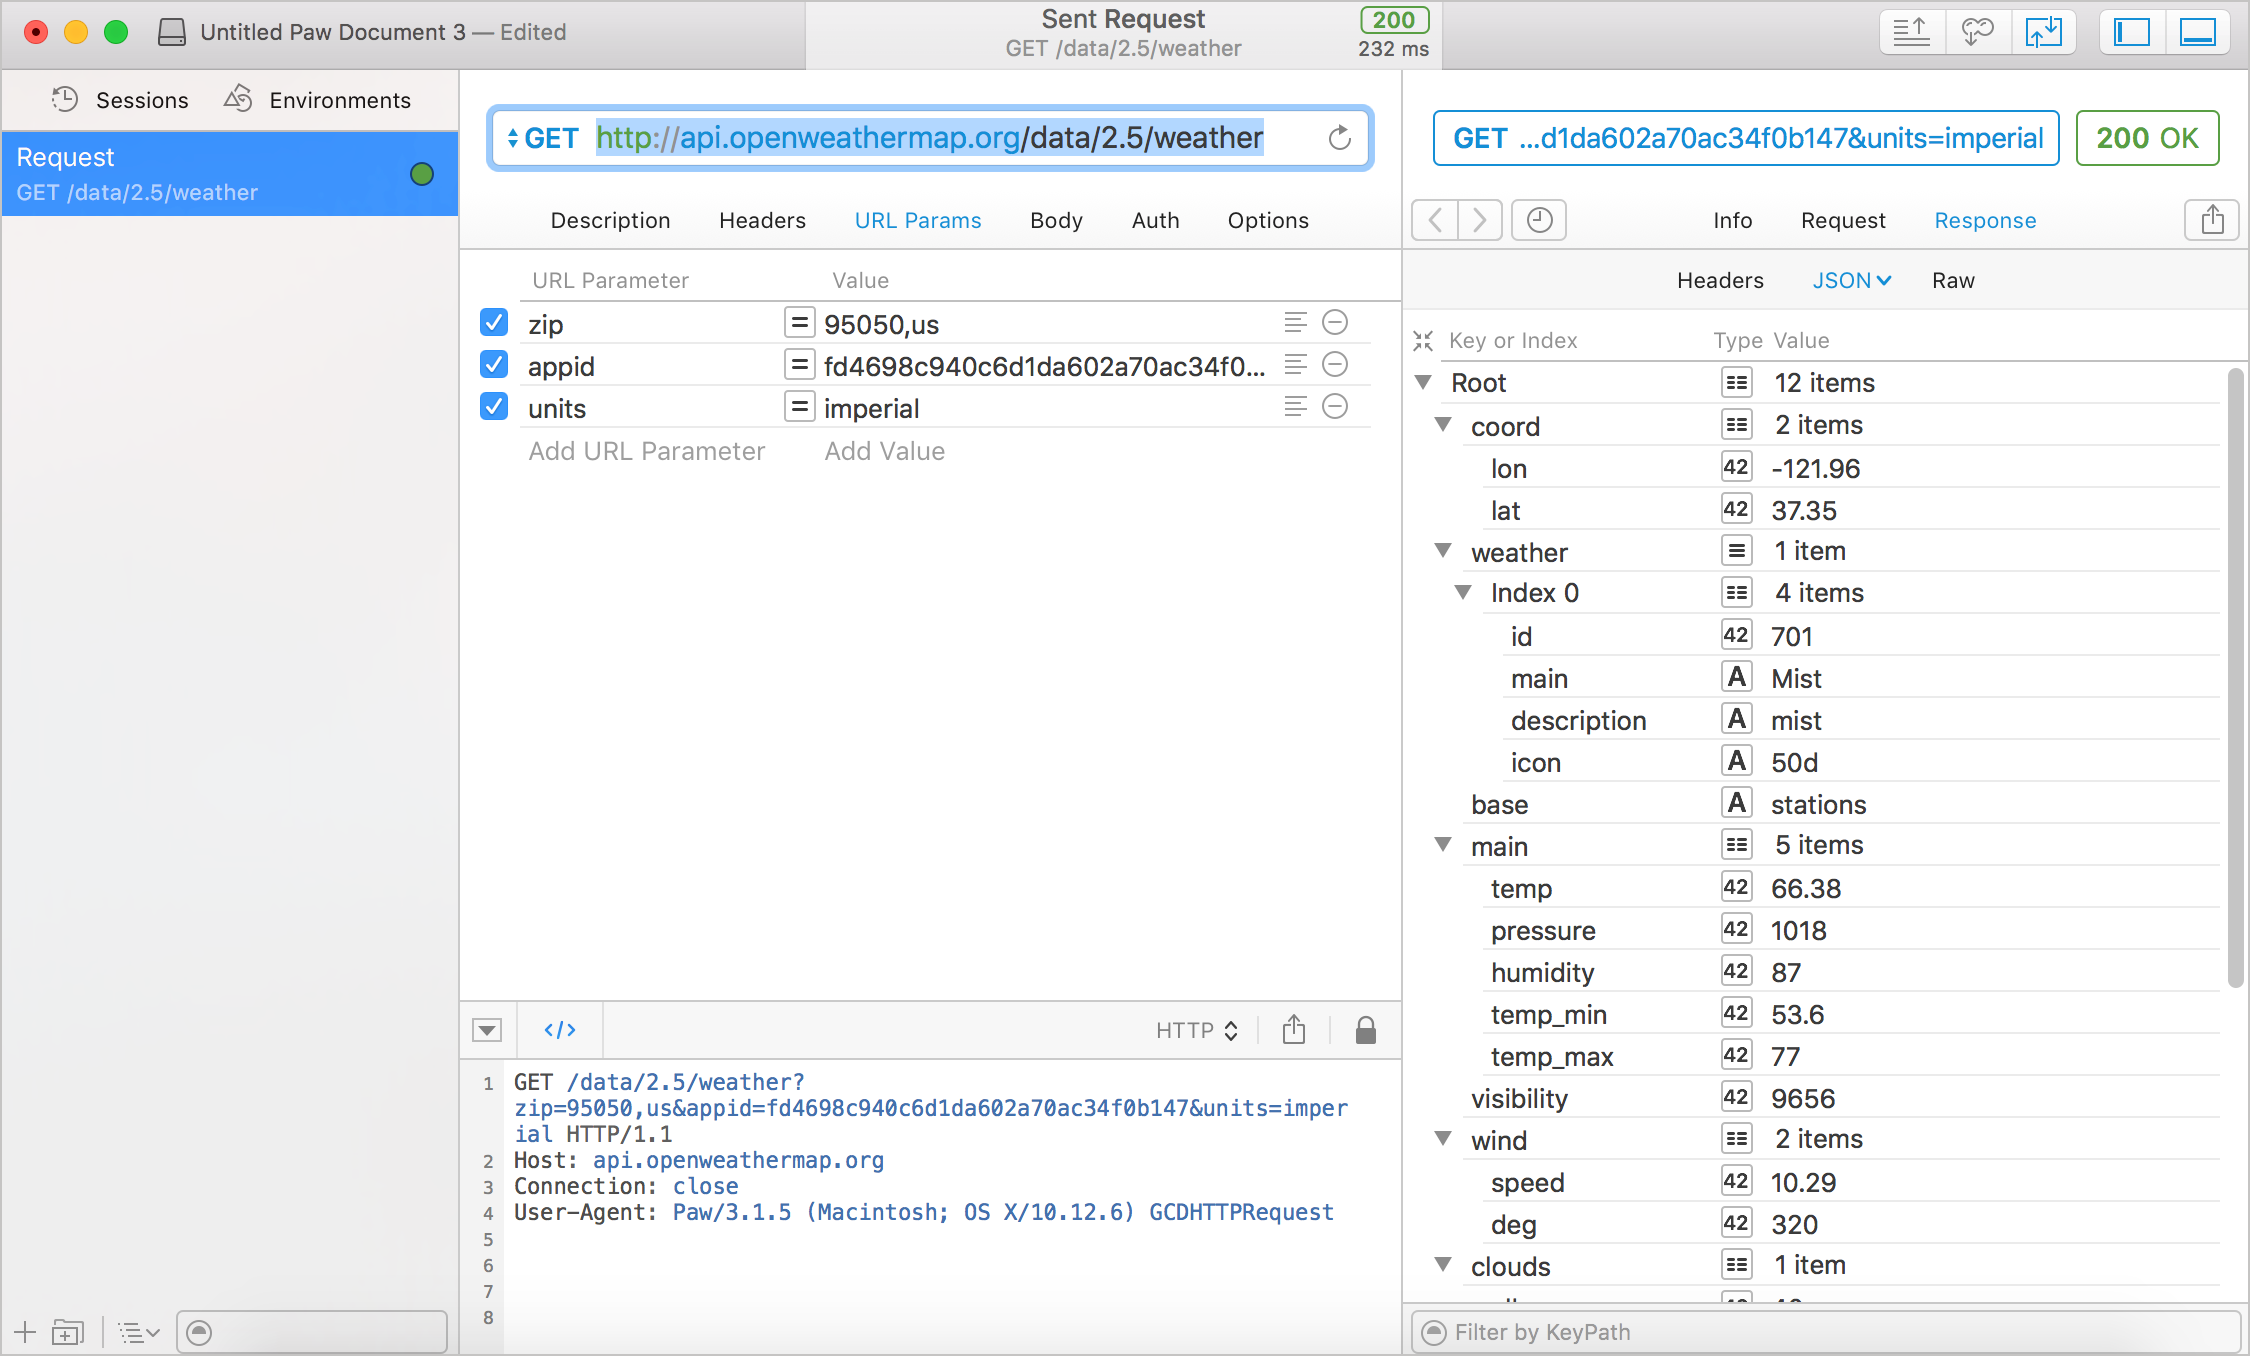 Untitled Paw Document 3 — Edited
Sent Request
GET /data/2.5/weather
200
232 ms
Sessions
Environments
Request
GET /data/2.5/weather
GET http://api.openweathermap.org/data/2.5/weather
Description Headers URL Params Body Auth Options
URL Parameter Value
zip = 95050,us
appid = fd4698c940c6d1da602a70ac34f0...
units = imperial
Add URL Parameter Add Value
HTTP
1 GET /data/2.5/weather?
zip=95050,us&appid=fd4698c940c6d1da602a70ac34f0b147&units=imper
ial HTTP/1.1
2 Host: api.openweathermap.org
3 Connection: close
4 User-Agent: Paw/3.1.5 (Macintosh; OS X/10.12.6) GCDHTTPRequest
5
6
7
8
GET ...d1da602a70ac34f0b147&units=imperial
200 OK
Info Request Response
Headers JSON Raw
Key or Index Type Value
Root 12 items
coord 2 items
lon 42 -121.96
lat 42 37.35
weather 1 item
Index 0 4 items
id 42 701
main A Mist
description A mist
icon A 50d
base A stations
main 5 items
temp 42 66.38
pressure 42 1018
humidity 42 87
temp_min 42 53.6
temp_max 42 77
visibility 42 9656
wind 2 items
speed 42 10.29
deg 42 320
clouds 1 item
Filter by KeyPath